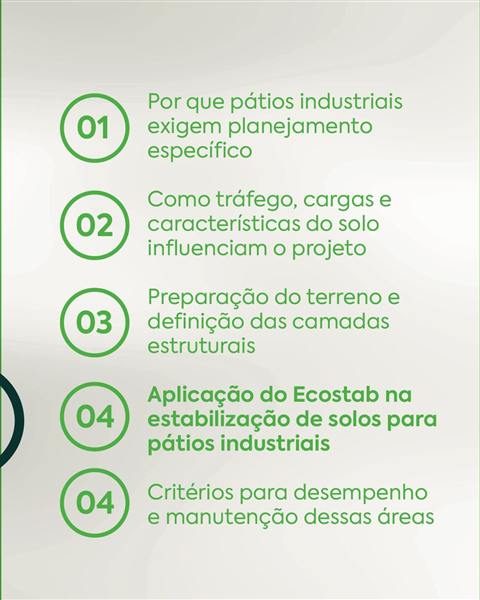 01
Por que pátios industriais
exigem planejamento
específico
02
Como tráfego, cargas e
características do solo
influenciam o projeto
03
Preparação do terreno e
definição das camadas
estruturais
04
Aplicação do Ecostab na
estabilização de solos para
pátios industriais
04
Critérios para desempenho
e manutenção dessas áreas